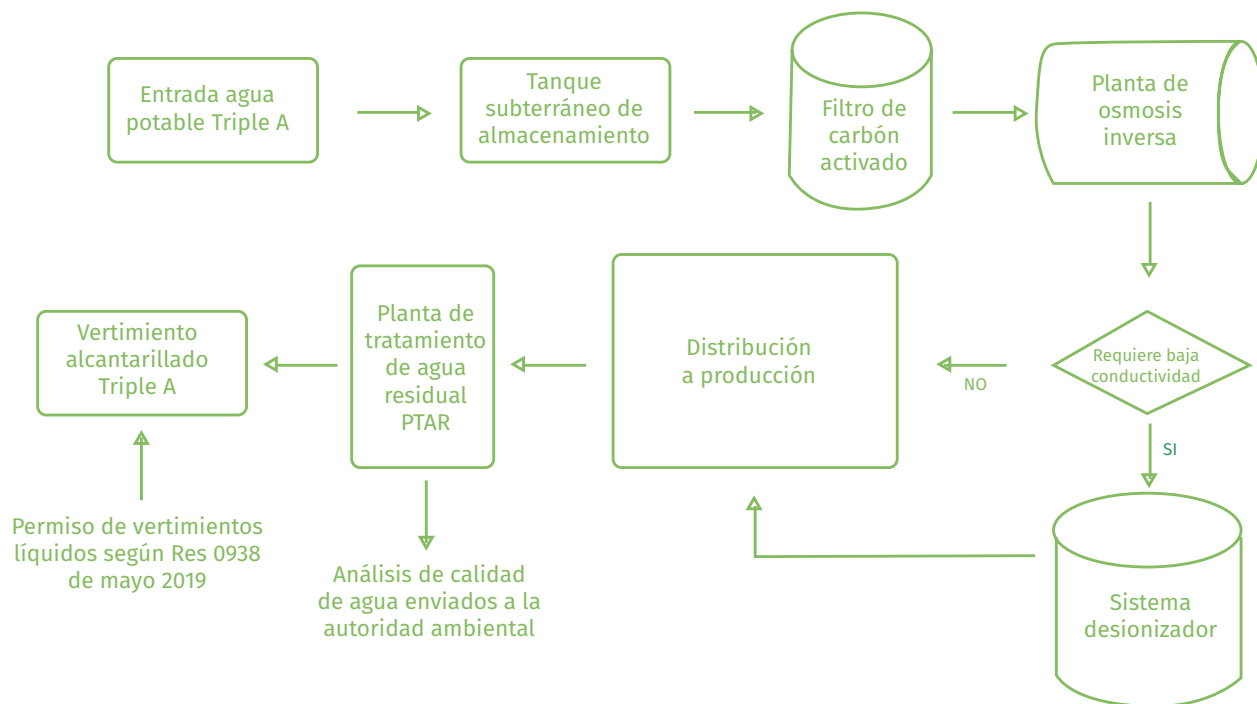 Entrada agua
potable Triple A
Tanque
subterráneo de
almacenamiento
Filtro de
carbón
activado
Planta de
osmosis
inversa
Requiere baja
conductividad
NO
SI
Sistema
desionizador
Distribución
a producción
Planta de
tratamiento
de agua
residual
PTAR
Análisis de calidad
de agua enviados a la
autoridad ambiental
Vertimiento
alcantarillado
Triple A
Permiso de vertimientos
líquidos según Res 0938
de mayo 2019